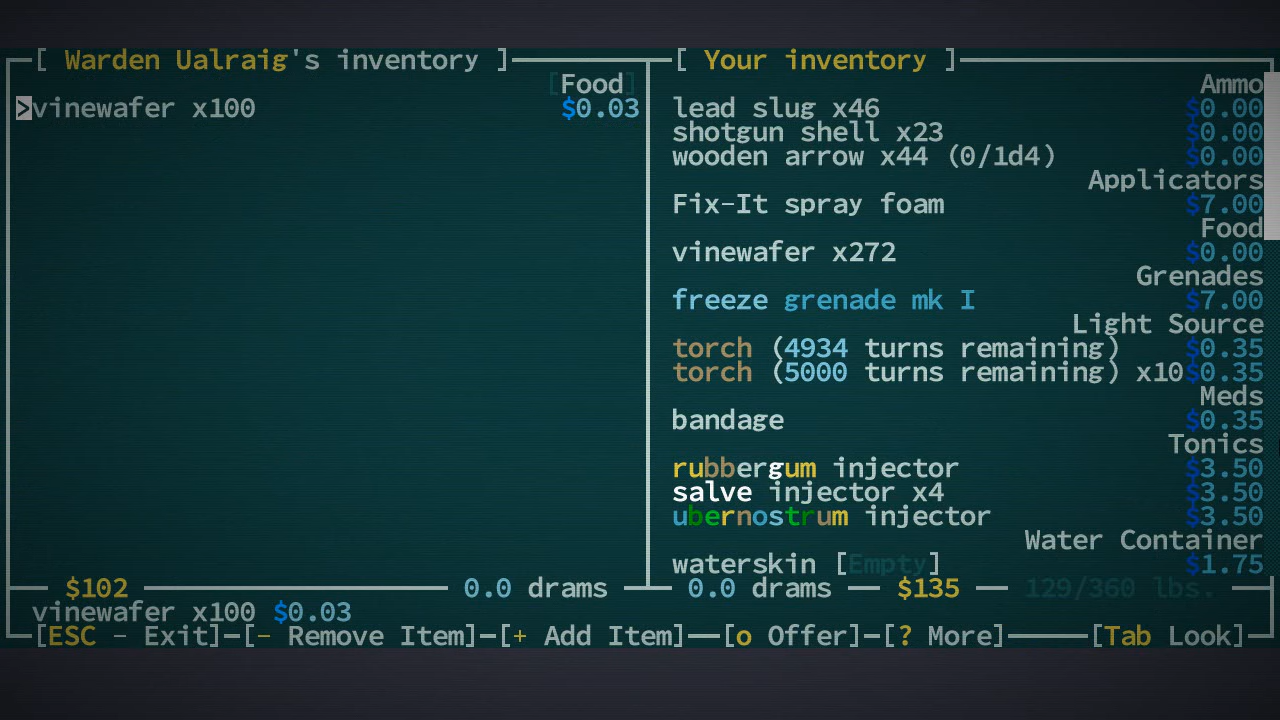 [ Warden Ualraig's inventory ]
[Food]
>vinewafer x100 $0.03
[ Your inventory ]
Ammo
lead slug x46 $0.00
shotgun shell x23 $0.00
wooden arrow x44 (0/1d4) $0.00
Applicators
Fix-It spray foam $7.00
Food
vinewafer x272 $0.00
Grenades
freeze grenade mk I $7.00
Light Source
torch (4934 turns remaining) $0.35
torch (5000 turns remaining) x10 $0.35
Meds
bandage $0.35
Tonics
rubbergum injector $3.50
salve injector x4 $3.50
ubernostrum injector $3.50
Water Container
waterskin [Empty] $1.75
$102 0.0 drams 0.0 drams $135 129/360 lbs.
vinewafer x100 $0.03
[ESC - Exit] [- Remove Item] [+ Add Item] [o Offer] [? More] [Tab Look]